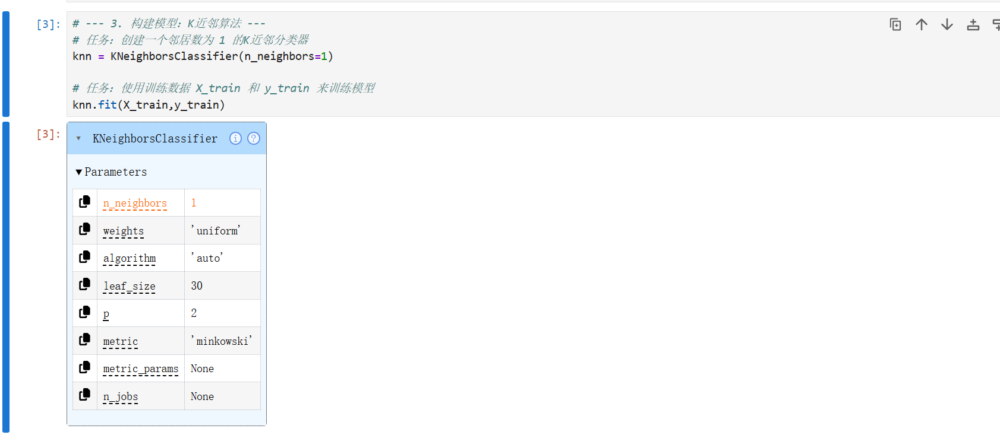 [3]:
# --- 3. 构建模型：K近邻算法 ---
# 任务：创建一个邻居数为 1 的K近邻分类器
knn = KNeighborsClassifier(n_neighbors=1)
# 任务：使用训练数据 X_train 和 y_train 来训练模型
knn.fit(X_train,y_train)
[3]:
▾ KNeighborsClassifier i ?
▼Parameters
n_neighbors 1
weights 'uniform'
algorithm 'auto'
leaf_size 30
p 2
metric 'minkowski'
metric_params None
n_jobs None